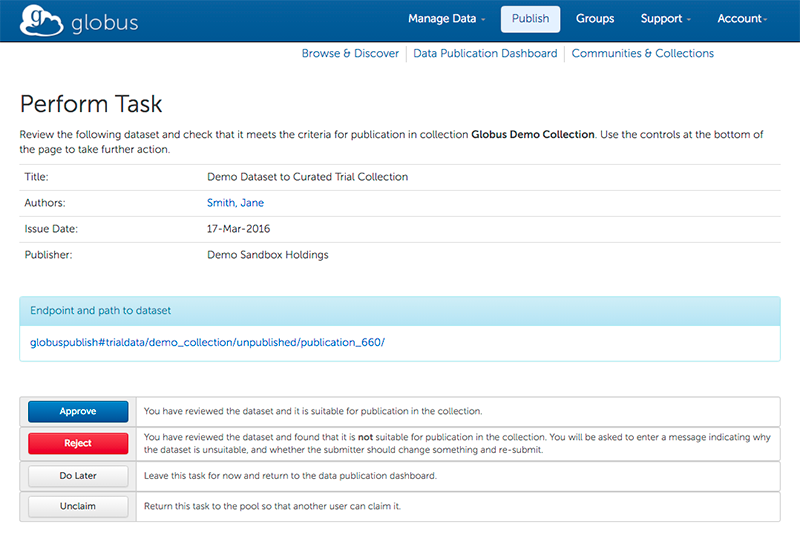 globus
Manage Data Publish Groups Support Account
Browse & Discover Data Publication Dashboard Communities & Collections
Perform Task
Review the following dataset and check that it meets the criteria for publication in collection Globus Demo Collection. Use the controls at the bottom of
the page to take further action.
Title: Demo Dataset to Curated Trial Collection
Authors: Smith, Jane
Issue Date: 17-Mar-2016
Publisher: Demo Sandbox Holdings
Endpoint and path to dataset
globuspublish#trialdata/demo_collection/unpublished/publication_660/
Approve You have reviewed the dataset and it is suitable for publication in the collection.
Reject You have reviewed the dataset and found that it is not suitable for publication in the collection. You will be asked to enter a message indicating why
the dataset is unsuitable, and whether the submitter should change something and re-submit.
Do Later Leave this task for now and return to the data publication dashboard.
Unclaim Return this task to the pool so that another user can claim it.